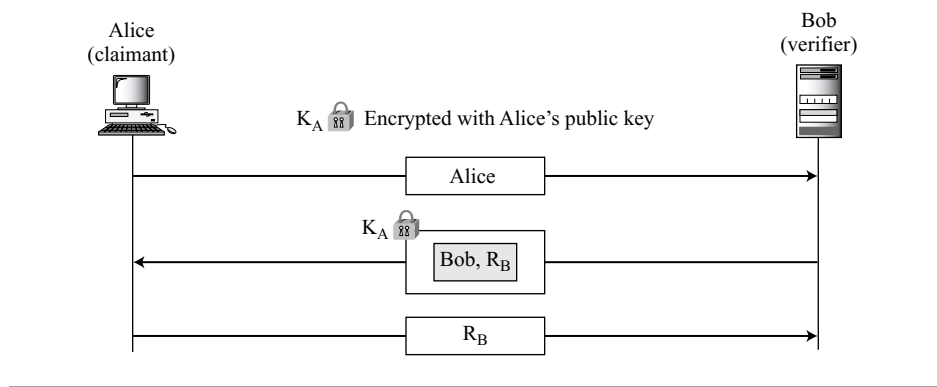 Alice
(claimant)
Bob
(verifier)
K_A Encrypted with Alice’s public key
Alice
K_A
Bob, R_B
R_B